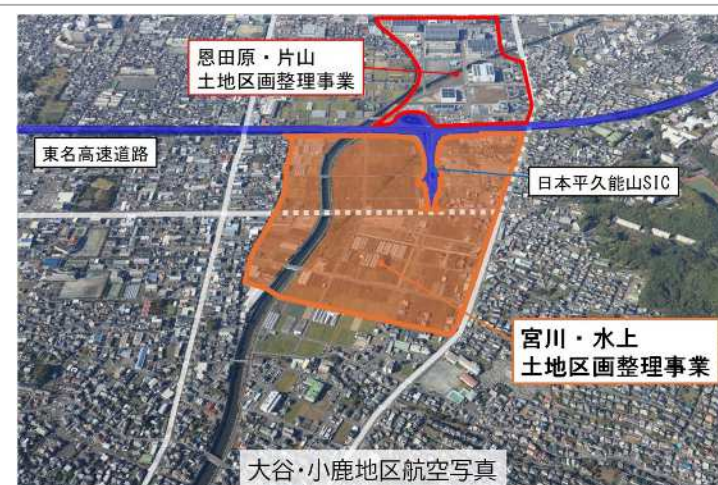 恩田原・片山
土地区画整理事業
東名高速道路
日本平久能山SIC
宮川・水上
土地区画整理事業
大谷・小鹿地区航空写真